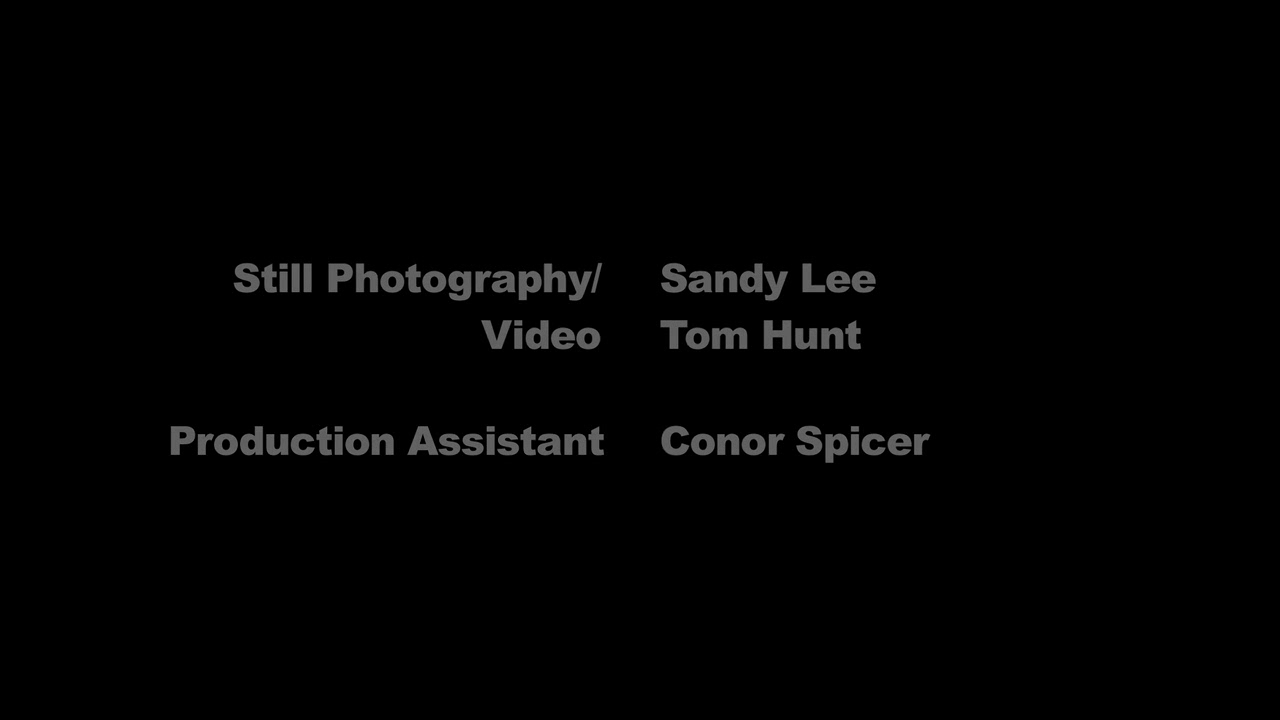 Still Photography/ Sandy Lee
Video Tom Hunt
Production Assistant Conor Spicer